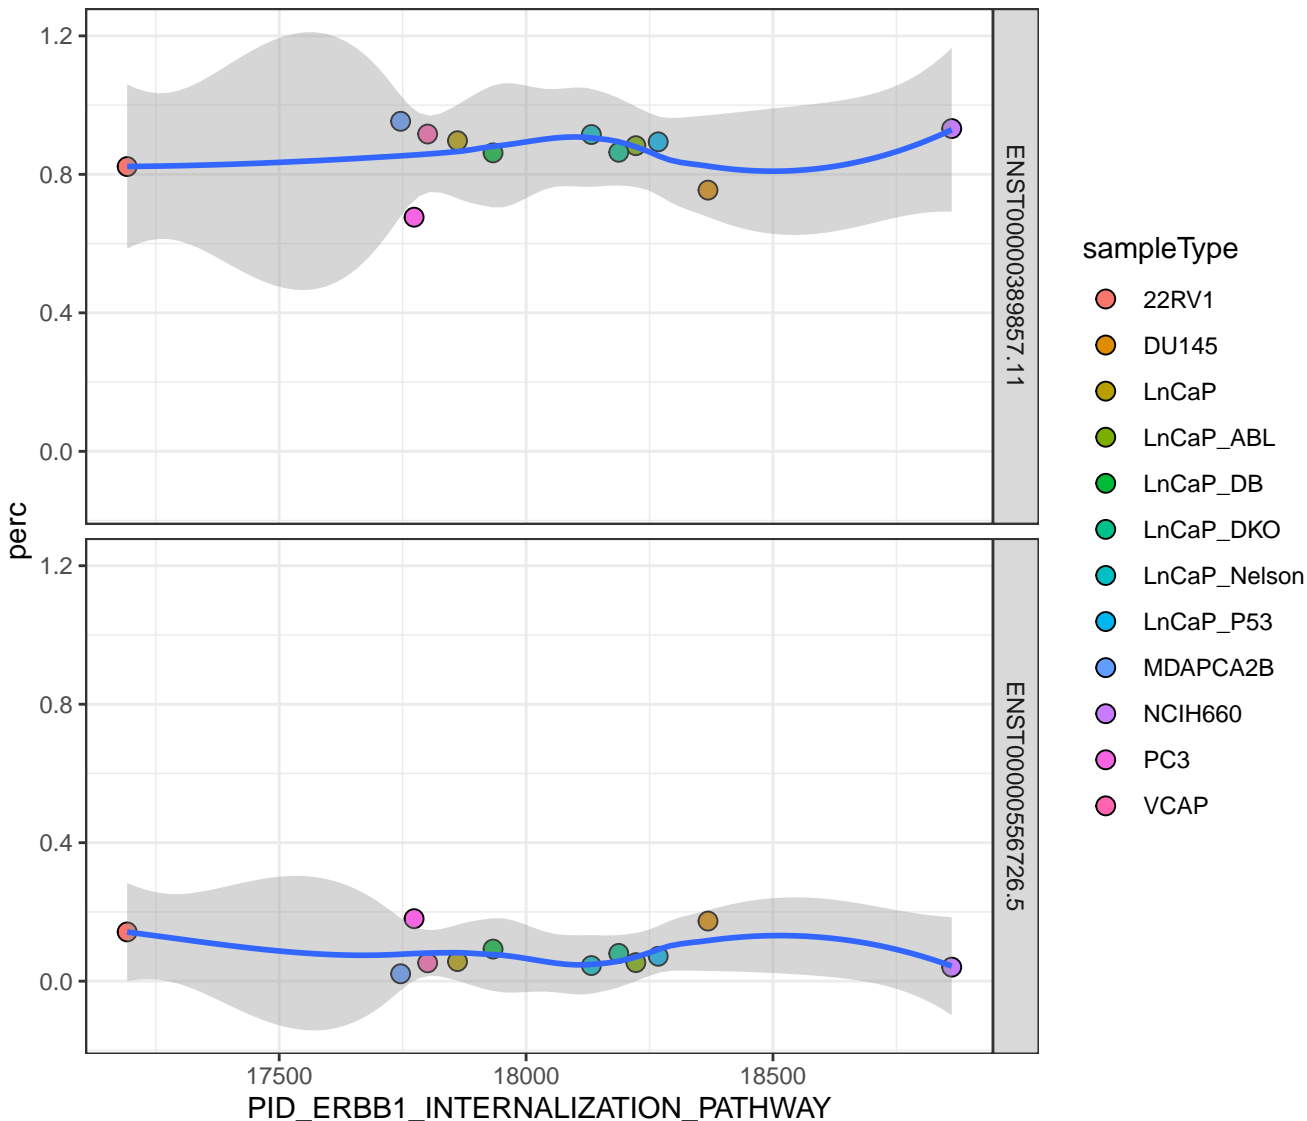 1.2
0.8
0.4
0.0
ENST00000389857.11
perc
1.2
0.8
0.4
0.0
ENST00000556726.5
17500
18000
18500
PID_ERBB1_INTERNALIZATION_PATHWAY
sampleType
22RV1
DU145
LnCaP
LnCaP_ABL
LnCaP_DB
LnCaP_DKO
LnCaP_Nelson
LnCaP_P53
MDAPCA2B
NCIH660
PC3
VCAP